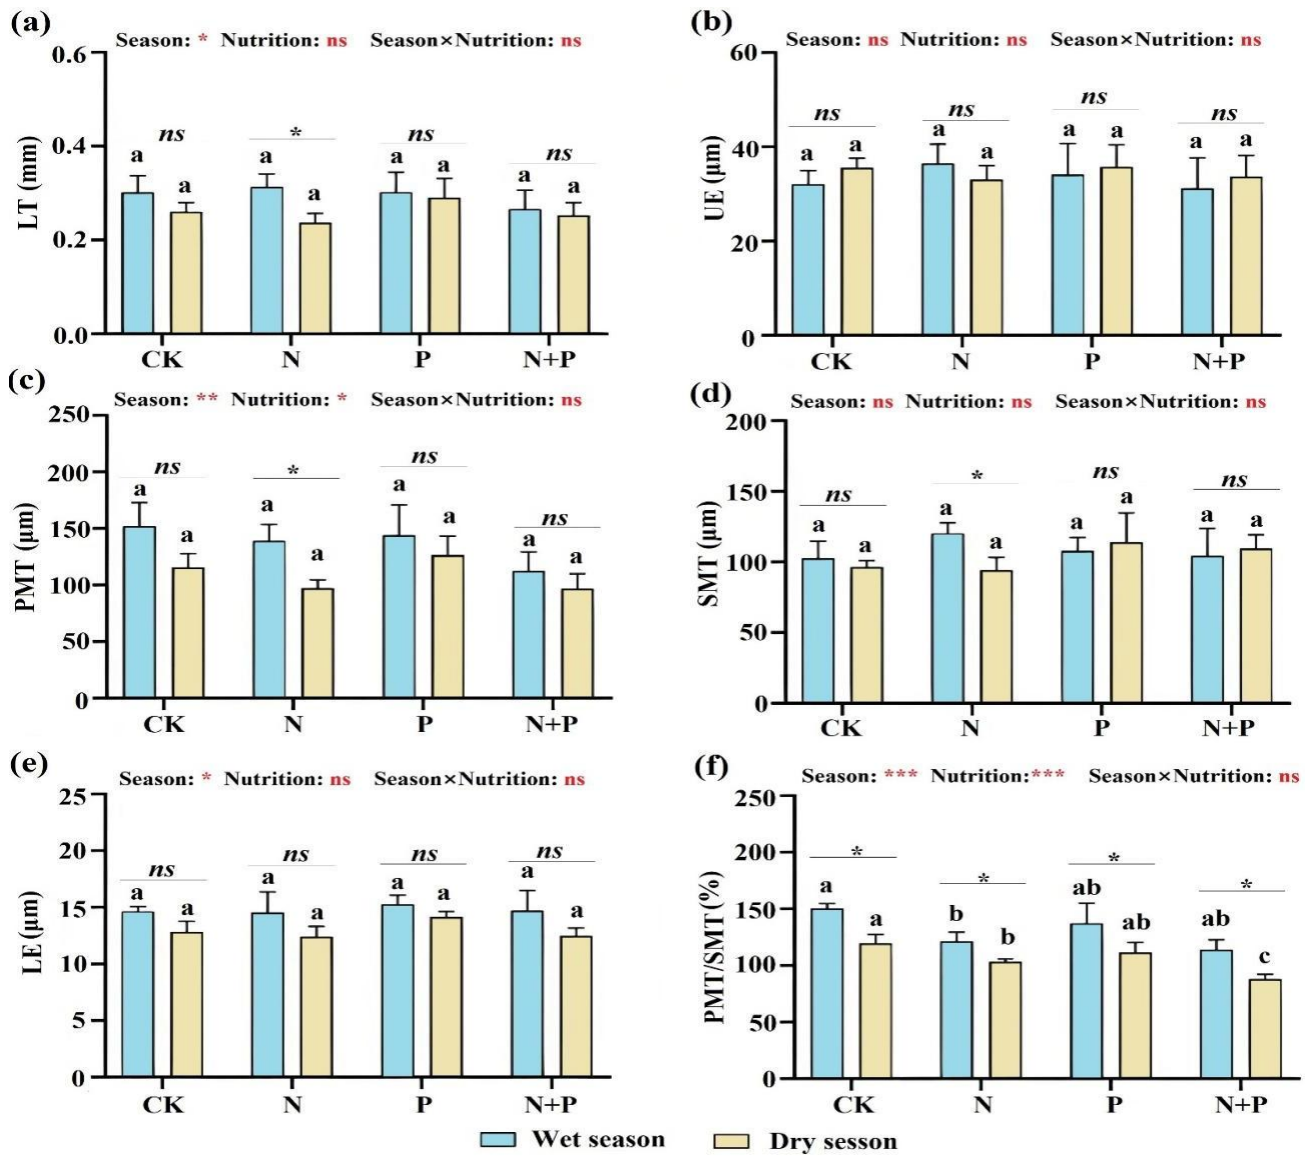 (a)
Season: * Nutrition: ns Season×Nutrition: ns
0.6
0.4
0.2
0.0
LT (mm)
ns
*
ns
ns
a a a a a a a a
CK N P N+P
(b)
Season: ns Nutrition: ns Season×Nutrition: ns
60
40
20
0
UE (μm)
ns
ns
ns
ns
a a a a a a a a
CK N P N+P
(c)
Season: ** Nutrition: * Season×Nutrition: ns
250
200
150
100
50
0
PMT (μm)
ns
*
ns
ns
a a a a a a a a
CK N P N+P
(d)
Season: ns Nutrition: ns Season×Nutrition: ns
200
150
100
50
0
SMT (μm)
ns
*
ns
ns
a a a a a a a a
CK N P N+P
(e)
Season: * Nutrition: ns Season×Nutrition: ns
25
20
15
10
5
0
LE (μm)
ns
ns
ns
ns
a a a a a a a a
CK N P N+P
(f)
Season: *** Nutrition:*** Season×Nutrition: ns
250
200
150
100
50
0
PMT/SMT(%)
*
*
*
*
a a b b ab ab ab c
CK N P N+P
Wet season Dry sesson